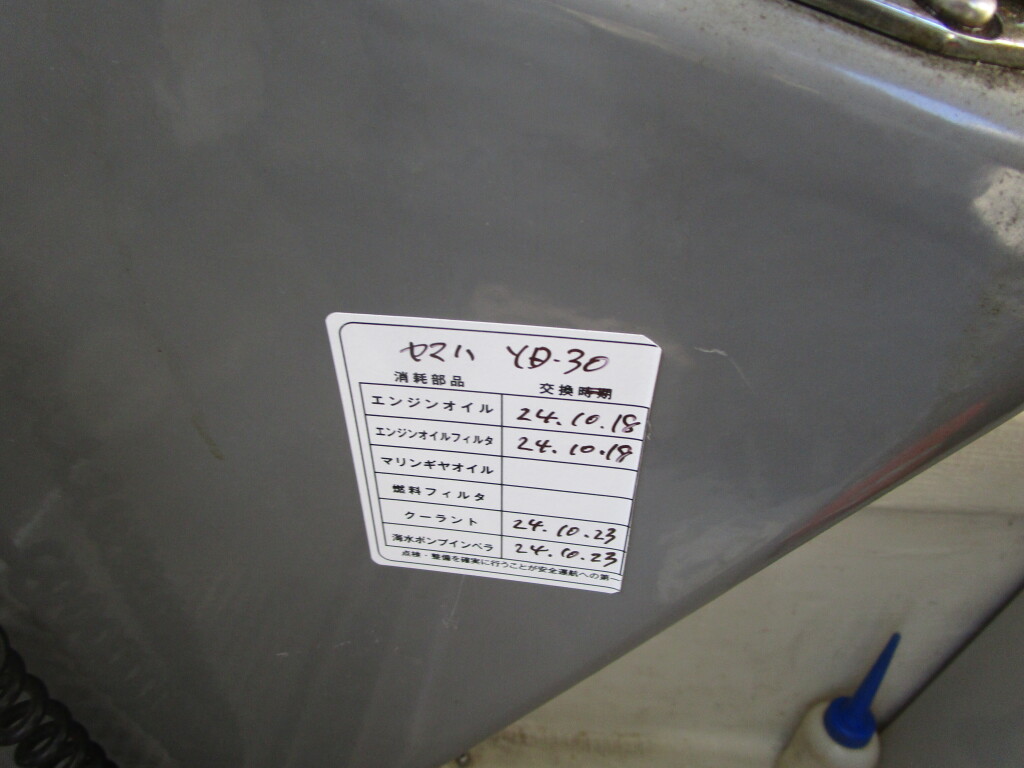 ヤマハ YD-30
消耗部品 交換時期
エンジンオイル 24.10.18
エンジンオイルフィルタ 24.10.18
マリンギヤオイル
燃料フィルタ
クーラント 24.10.23
海水ポンプインペラ 24.10.23
点検・整備を確実に行うことが安全運航への第一